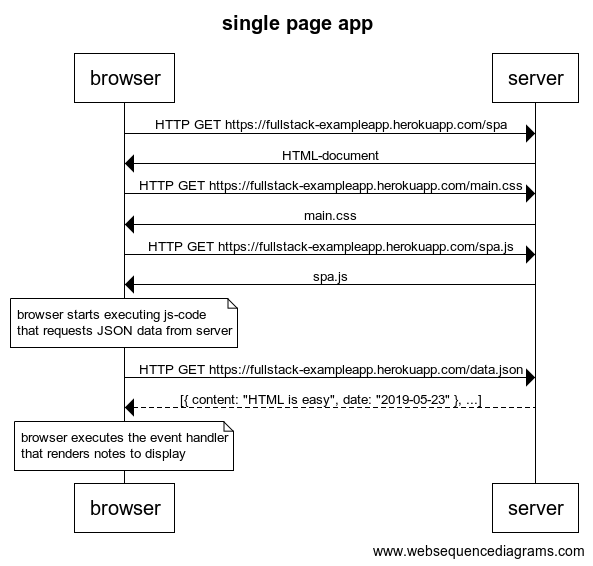 single page app
browser
server
HTTP GET https://fullstack-exampleapp.herokuapp.com/spa
HTML-document
HTTP GET https://fullstack-exampleapp.herokuapp.com/main.css
main.css
HTTP GET https://fullstack-exampleapp.herokuapp.com/spa.js
spa.js
browser starts executing js-code
that requests JSON data from server
HTTP GET https://fullstack-exampleapp.herokuapp.com/data.json
[{ content: "HTML is easy", date: "2019-05-23" }, ...]
browser executes the event handler
that renders notes to display
browser
server
www.websequencediagrams.com